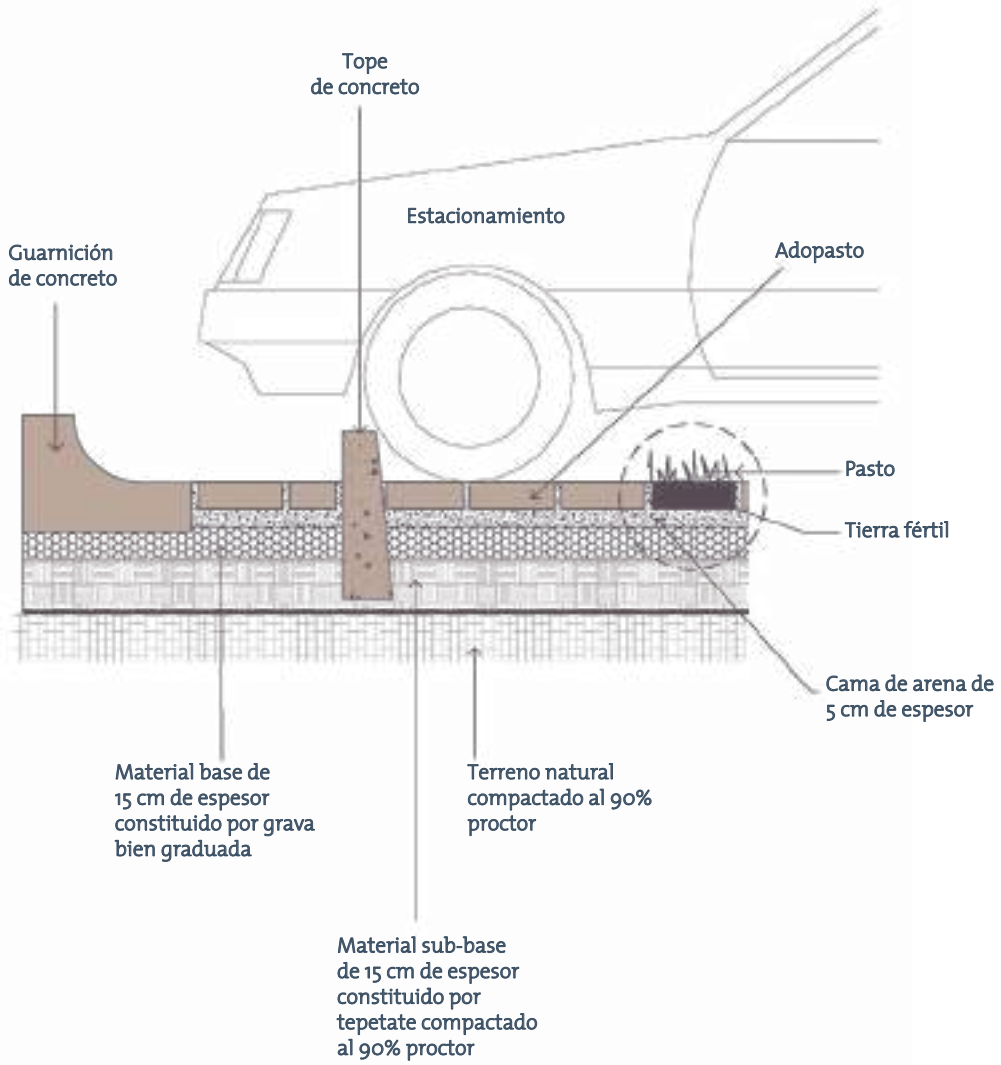 Tope
de concreto
Estacionamiento
Guarnición
de concreto
Adopasto
Pasto
Tierra fértil
Cama de arena de
5 cm de espesor
Material base de
15 cm de espesor
constituido por grava
bien graduada
Terreno natural
compactado al 90%
proctor
Material sub-base
de 15 cm de espesor
constituido por
tepetate compactado
al 90% proctor